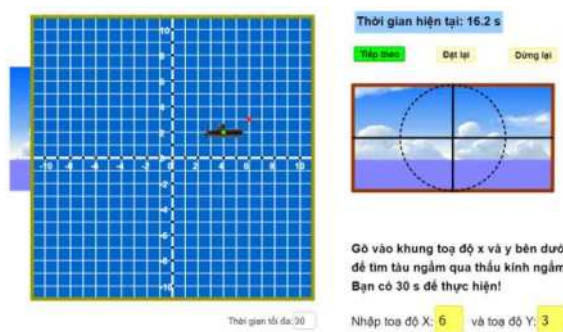 Thời gian hiện tại: 16.2 s
Tiếp theo Đặt lại Dừng lại
10
8
6
4
2
-10 -8 -6 -4 -2 0 2 4 6 8 10
-2
-4
-6
-8
-10
Gõ vào khung toạ độ x và y bên dướ
để tìm tàu ngầm qua thấu kính ngầm
Bạn có 30 s để thực hiện!
Thời gian tối đa: 30
Nhập toạ độ X: 6 và toạ độ Y: 3